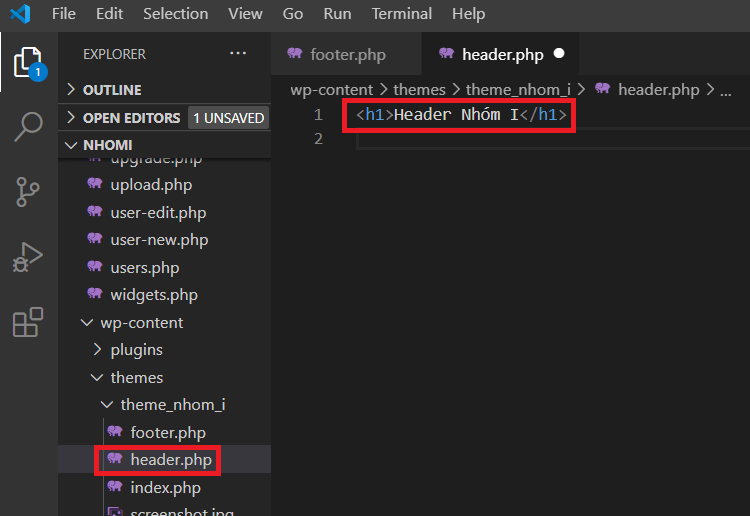 File Edit Selection View Go Run Terminal Help
EXPLORER ...
footer.php header.php
1
OUTLINE
wp-content > themes > theme_nhom_i > header.php > ...
OPEN EDITORS 1 UNSAVED
1 <h1>Header Nhóm I</h1>
2
NHOMI
upgrade.php
upload.php
user-edit.php
user-new.php
users.php
widgets.php
wp-content
plugins
themes
theme_nhom_i
footer.php
header.php
index.php
screenshot.jpg